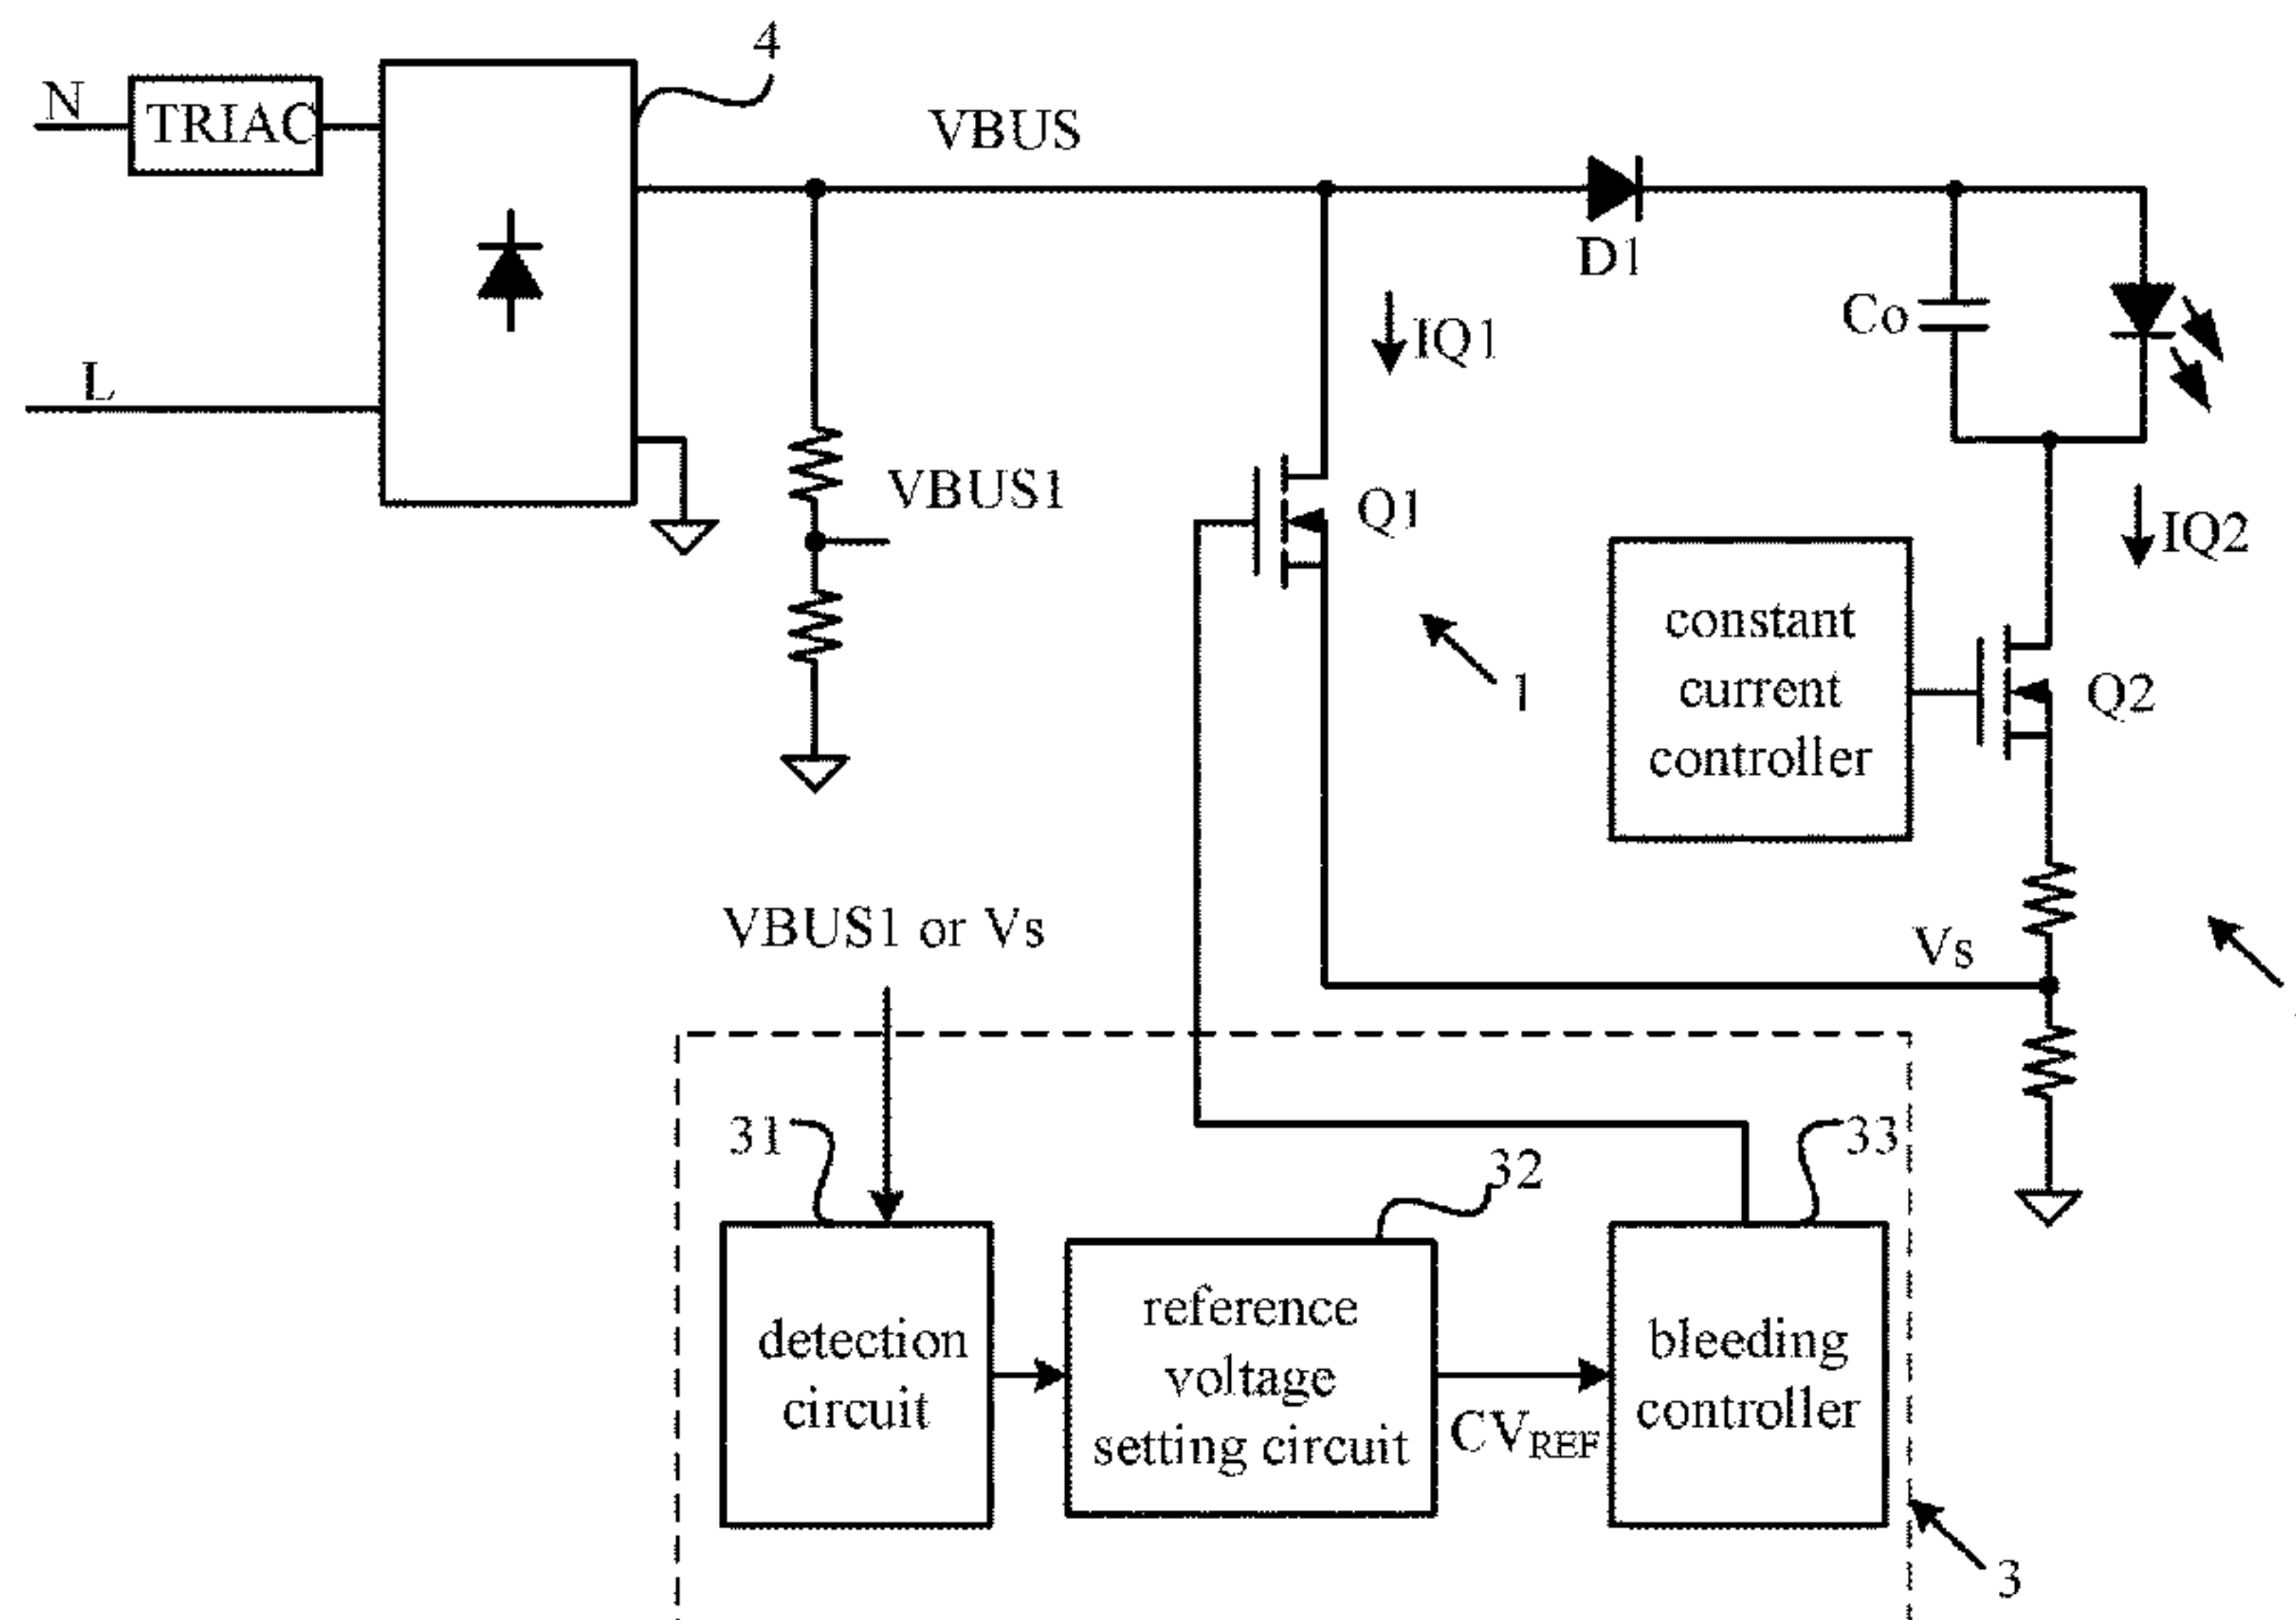 4
N
TRIAC
VBUS
L
D1
Co
IQ1
VBUS1
Q1
IQ2
constant
current
controller
1
Q2
VBUS1 or Vs
Vs
31
32
33
detection
circuit
reference
voltage
setting circuit
CVREF
bleeding
controller
3